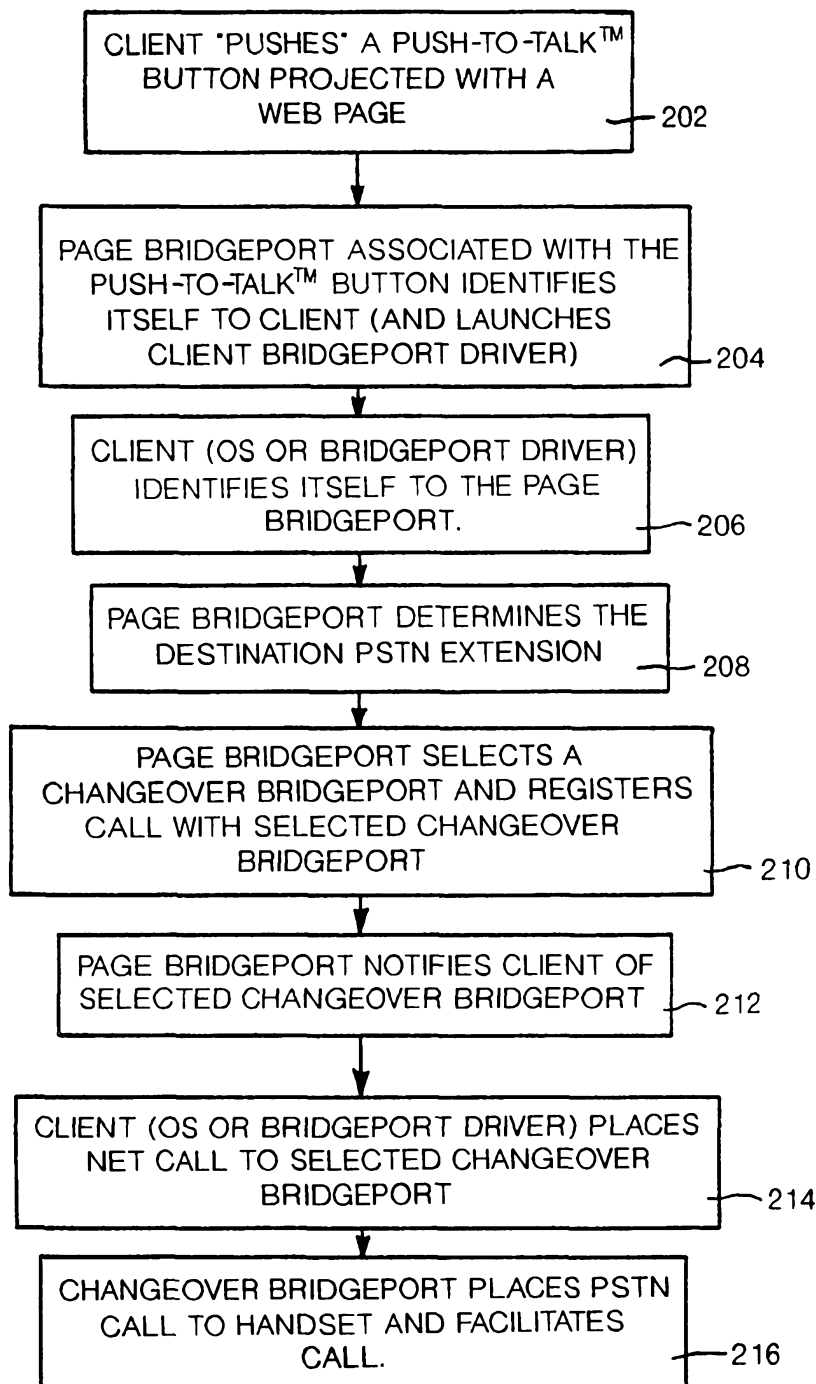 CLIENT "PUSHES" A PUSH-TO-TALK™
BUTTON PROJECTED WITH A
WEB PAGE
202
PAGE BRIDGEPORT ASSOCIATED WITH THE
PUSH-TO-TALK™ BUTTON IDENTIFIES
ITSELF TO CLIENT (AND LAUNCHES
CLIENT BRIDGEPORT DRIVER)
204
CLIENT (OS OR BRIDGEPORT DRIVER)
IDENTIFIES ITSELF TO THE PAGE
BRIDGEPORT.
206
PAGE BRIDGEPORT DETERMINES THE
DESTINATION PSTN EXTENSION
208
PAGE BRIDGEPORT SELECTS A
CHANGEOVER BRIDGEPORT AND REGISTERS
CALL WITH SELECTED CHANGEOVER
BRIDGEPORT
210
PAGE BRIDGEPORT NOTIFIES CLIENT OF
SELECTED CHANGEOVER BRIDGEPORT
212
CLIENT (OS OR BRIDGEPORT DRIVER) PLACES
NET CALL TO SELECTED CHANGEOVER
BRIDGEPORT
214
CHANGEOVER BRIDGEPORT PLACES PSTN
CALL TO HANDSET AND FACILITATES
CALL.
216